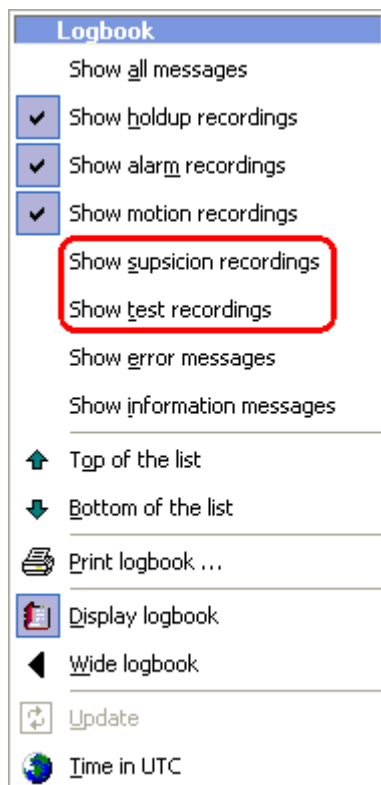 Logbook
Show all messages
Show holdup recordings
Show alarm recordings
Show motion recordings
Show supsicion recordings
Show test recordings
Show error messages
Show information messages
Top of the list
Bottom of the list
Print logbook ...
Display logbook
Wide logbook
Update
Time in UTC